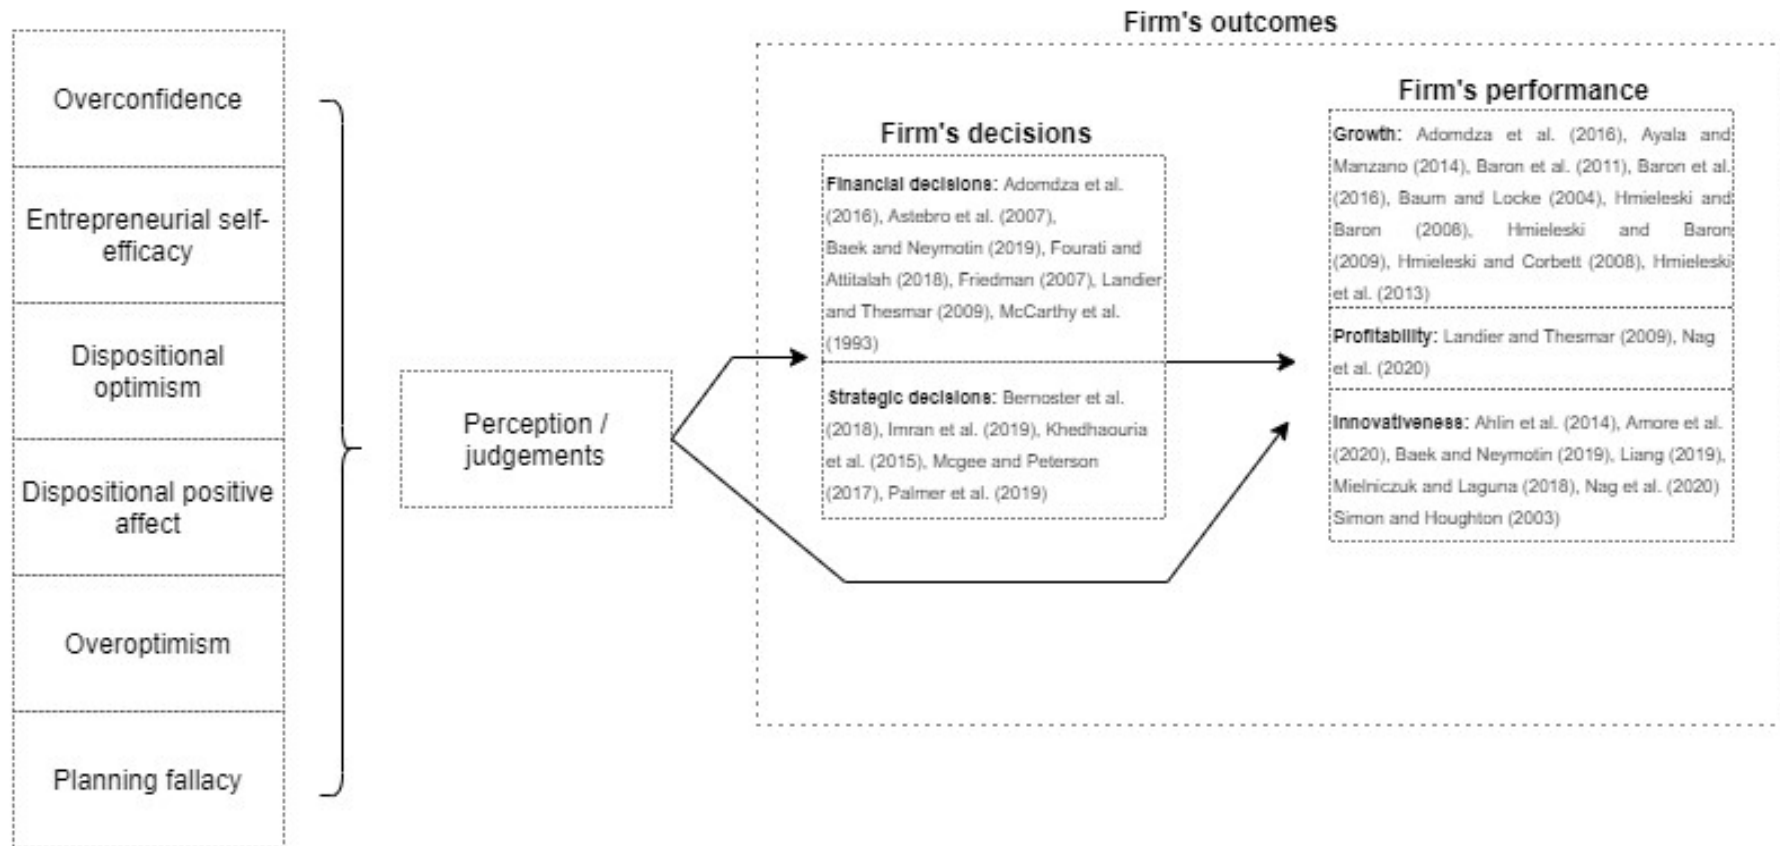 Overconfidence
Entrepreneurial self-
efficacy
Dispositional
optimism
Dispositional positive
affect
Overoptimism
Planning fallacy
Perception /
judgements
Firm's outcomes
Firm's decisions
Financial decisions: Adomdza et al.
(2016), Astebro et al. (2007),
Baek and Neymotin (2019), Fourati and
Attitalah (2018), Friedman (2007), Landier
and Thesmar (2009), McCarthy et al.
(1993)
Strategic decisions: Bernoster et al.
(2018), Imran et al. (2019), Khedhaouria
et al. (2015), Mcgee and Peterson
(2017), Palmer et al. (2019)
Firm's performance
Growth: Adomdza et al. (2016), Ayala and
Manzano (2014), Baron et al. (2011), Baron et al.
(2016), Baum and Locke (2004), Hmieleski and
Baron (2008), Hmieleski and Baron
(2009), Hmieleski and Corbett (2008), Hmieleski
et al. (2013)
Profitability: Landier and Thesmar (2009), Nag
et al. (2020)
Innovativeness: Ahlin et al. (2014), Amore et al.
(2020), Baek and Neymotin (2019), Liang (2019),
Mielniczuk and Laguna (2018), Nag et al. (2020)
Simon and Houghton (2003)